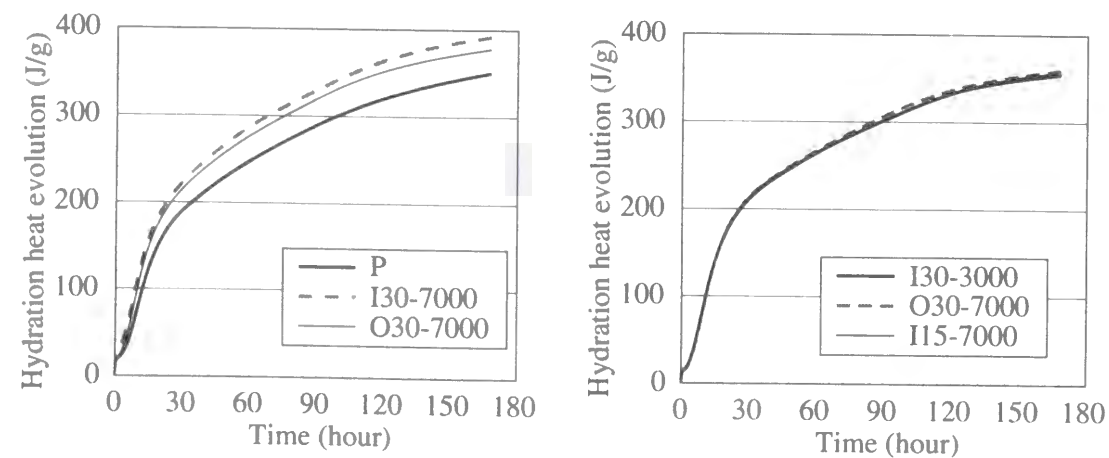 Hydration heat evolution (J/g)
400
300
200
100
0
P
I30-7000
O30-7000
0 30 60 90 120 150 180
Time (hour)
Hydration heat evolution (J/g)
400
300
200
100
0
I30-3000
O30-7000
I15-7000
0 30 60 90 120 150 180
Time (hour)